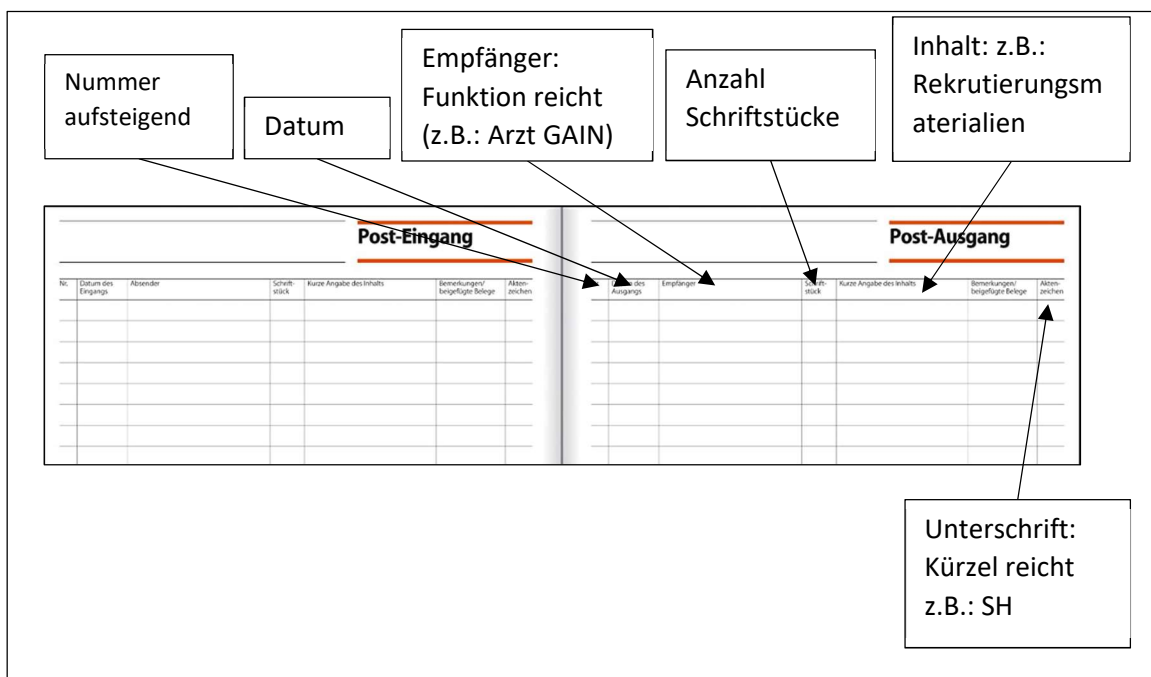 Nummer
aufsteigend
Datum
Empfänger:
Funktion reicht
(z.B.: Arzt GAIN)
Anzahl
Schriftstücke
Inhalt: z.B.:
Rekrutierungsm
aterialien
Post-Eingang
Nr.
Datum des
Eingangs
Absender
Schrift-
stück
Kurze Angabe des Inhalts
Bemerkungen/
beigefügte Belege
Akten-
zeichen
Post-Ausgang
des
Ausgangs
Empfänger
stück
Kurze Angabe des Inhalts
Bemerkungen/
beigefügte Belege
Akten-
zeichen
Unterschrift:
Kürzel reicht
z.B.: SH